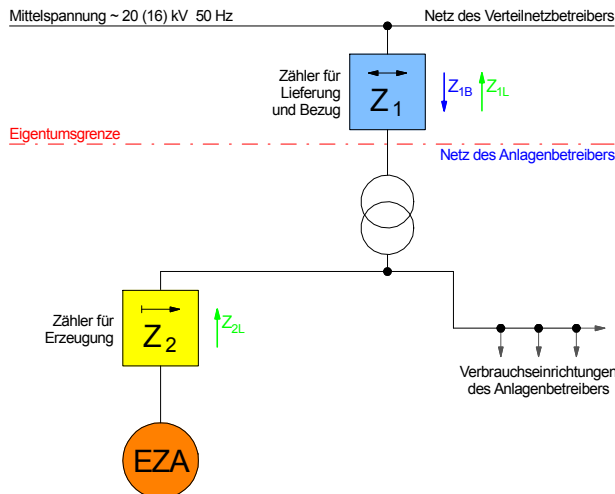 Mittelspannung ~ 20 (16) kV 50 Hz
Netz des Verteilnetzbetreibers
Zähler für
Lieferung
und Bezug
Z1
Z1B
Z1L
Eigentumsgrenze
Netz des Anlagenbetreibers
Zähler für
Erzeugung
Z2
Z2L
Verbrauchseinrichtungen
des Anlagenbetreibers
EZA